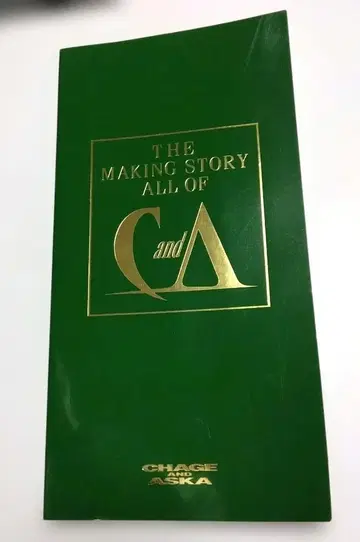 THE
MAKING STORY
ALL OF
C and A
CHAGE
AND
ASKA